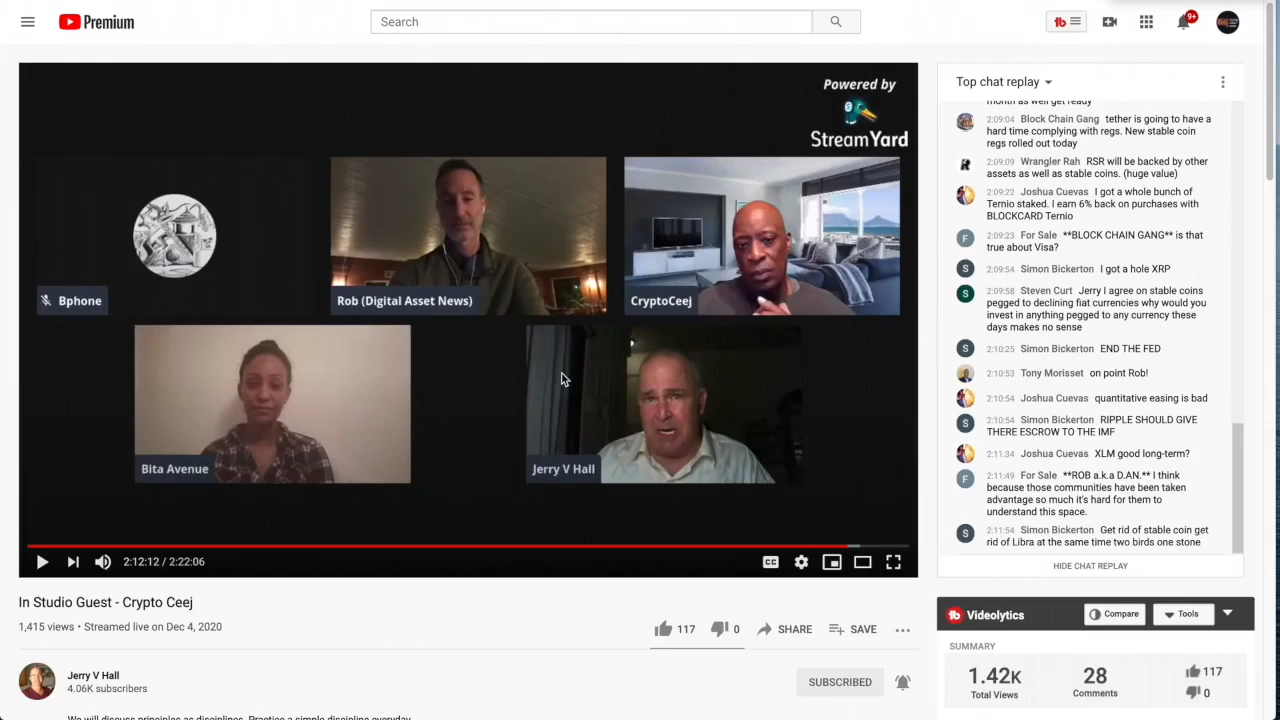 Premium
Search
9+
Powered by
StreamYard
Bphone
Rob (Digital Asset News)
CryptoCeej
Bita Avenue
Jerry V Hall
2:12:12 / 2:22:06
CC
In Studio Guest - Crypto Ceej
1,415 views • Streamed live on Dec 4, 2020
117
0
SHARE
SAVE
Jerry V Hall
4.06K subscribers
SUBSCRIBED
We will discuss principles as disciplines. Practice a simple discipline everyday
Top chat replay
month as well get ready
2:09:04 Block Chain Gang tether is going to have a
hard time complying with regs. New stable coin
regs rolled out today
2:09:09 Wrangler Rah RSR will be backed by other
assets as well as stable coins. (huge value)
2:09:22 Joshua Cuevas I got a whole bunch of
Ternio staked. I earn 6% back on purchases with
BLOCKCARD Ternio
F
2:09:23 For Sale **BLOCK CHAIN GANG** is that
true about Visa?
S
2:09:54 Simon Bickerton I got a hole XRP
S
2:09:58 Steven Curt Jerry I agree on stable coins
pegged to declining fiat currencies why would you
invest in anything pegged to any currency these
days makes no sense
S
2:10:25 Simon Bickerton END THE FED
2:10:53 Tony Morisset on point Rob!
2:10:54 Joshua Cuevas quantitative easing is bad
S
2:10:54 Simon Bickerton RIPPLE SHOULD GIVE
THERE ESCROW TO THE IMF
2:11:34 Joshua Cuevas XLM good long-term?
F
2:11:49 For Sale **ROB a.k.a D.AN.** I think
because those communities have been taken
advantage so much it's hard for them to
understand this space.
S
2:11:54 Simon Bickerton Get rid of stable coin get
rid of Libra at the same time two birds one stone
HIDE CHAT REPLAY
Videolytics
Compare
Tools
SUMMARY
1.42K
Total Views
28
Comments
117
0